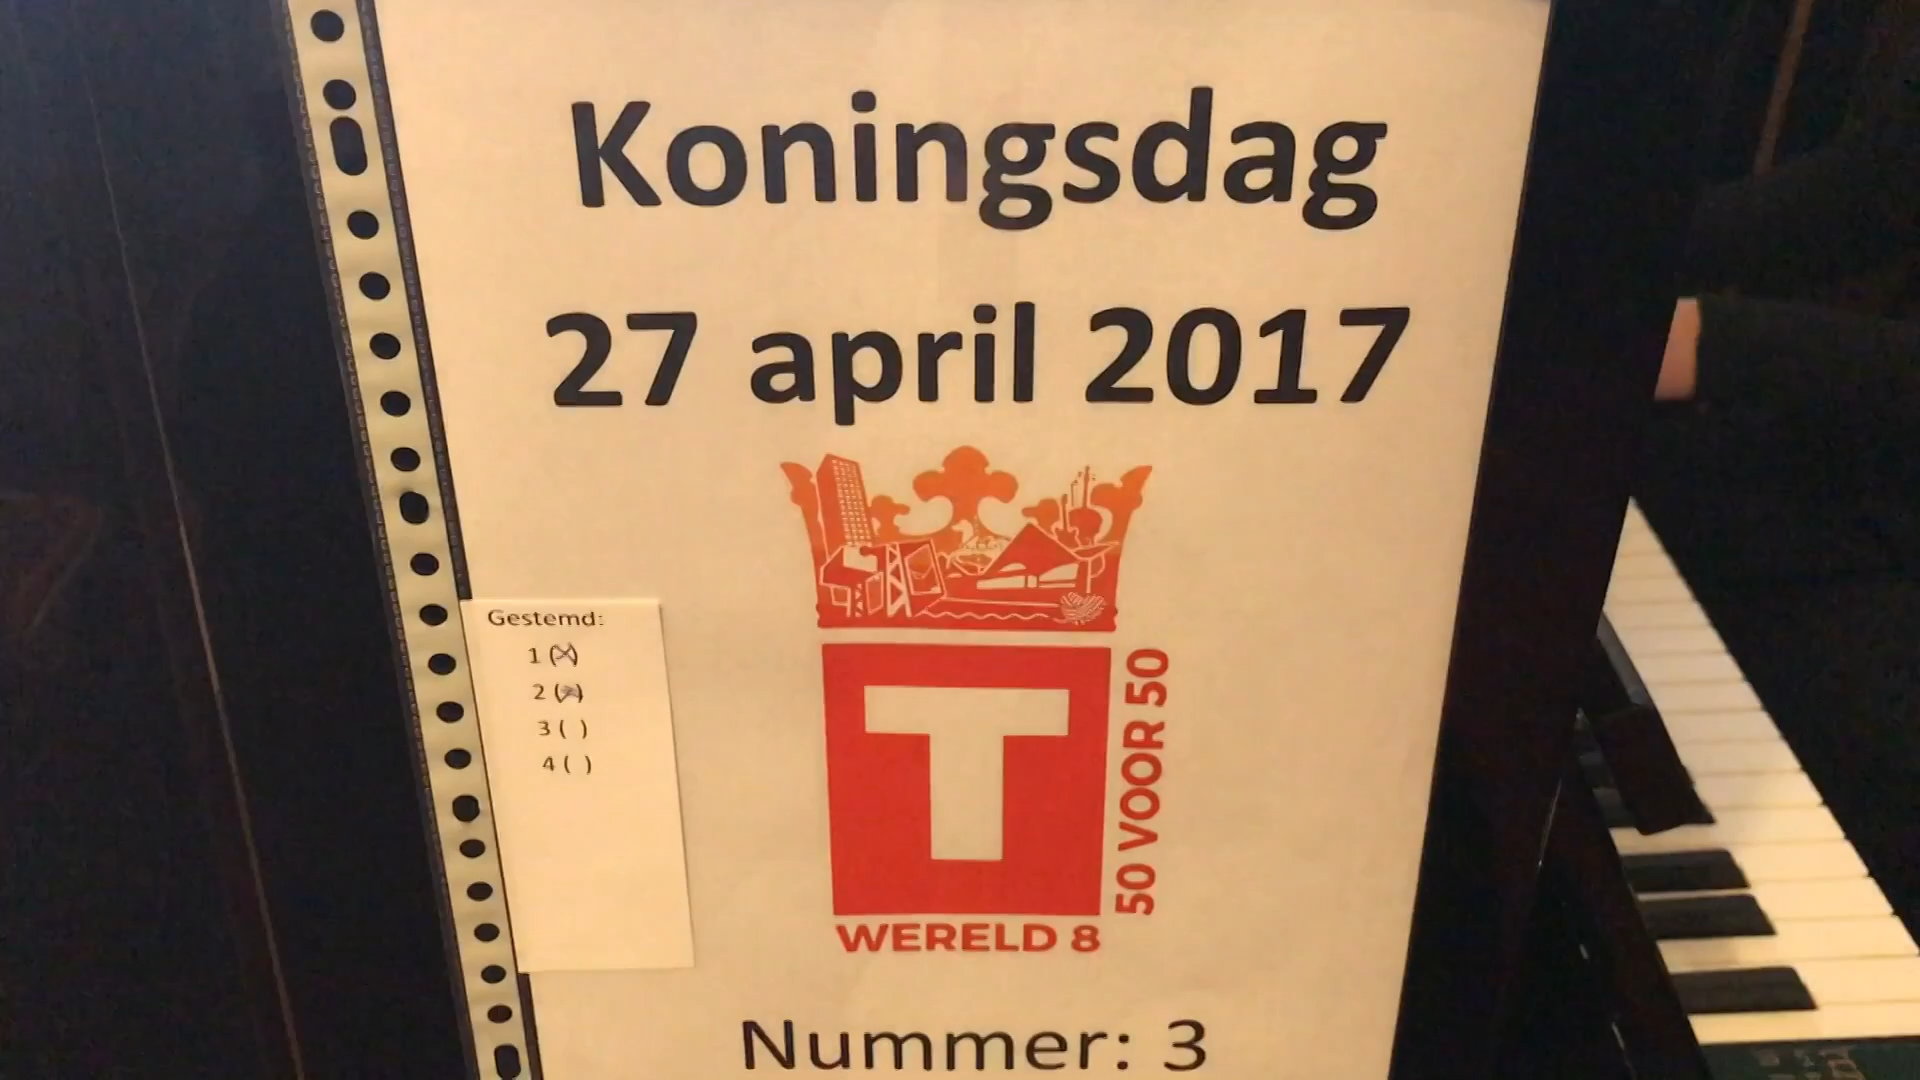 Koningsdag
27 april 2017
Gestemd:
1 (X)
2 (X)
3 ( )
4 ( )
T
50 VOOR 50
WERELD 8
Nummer: 3